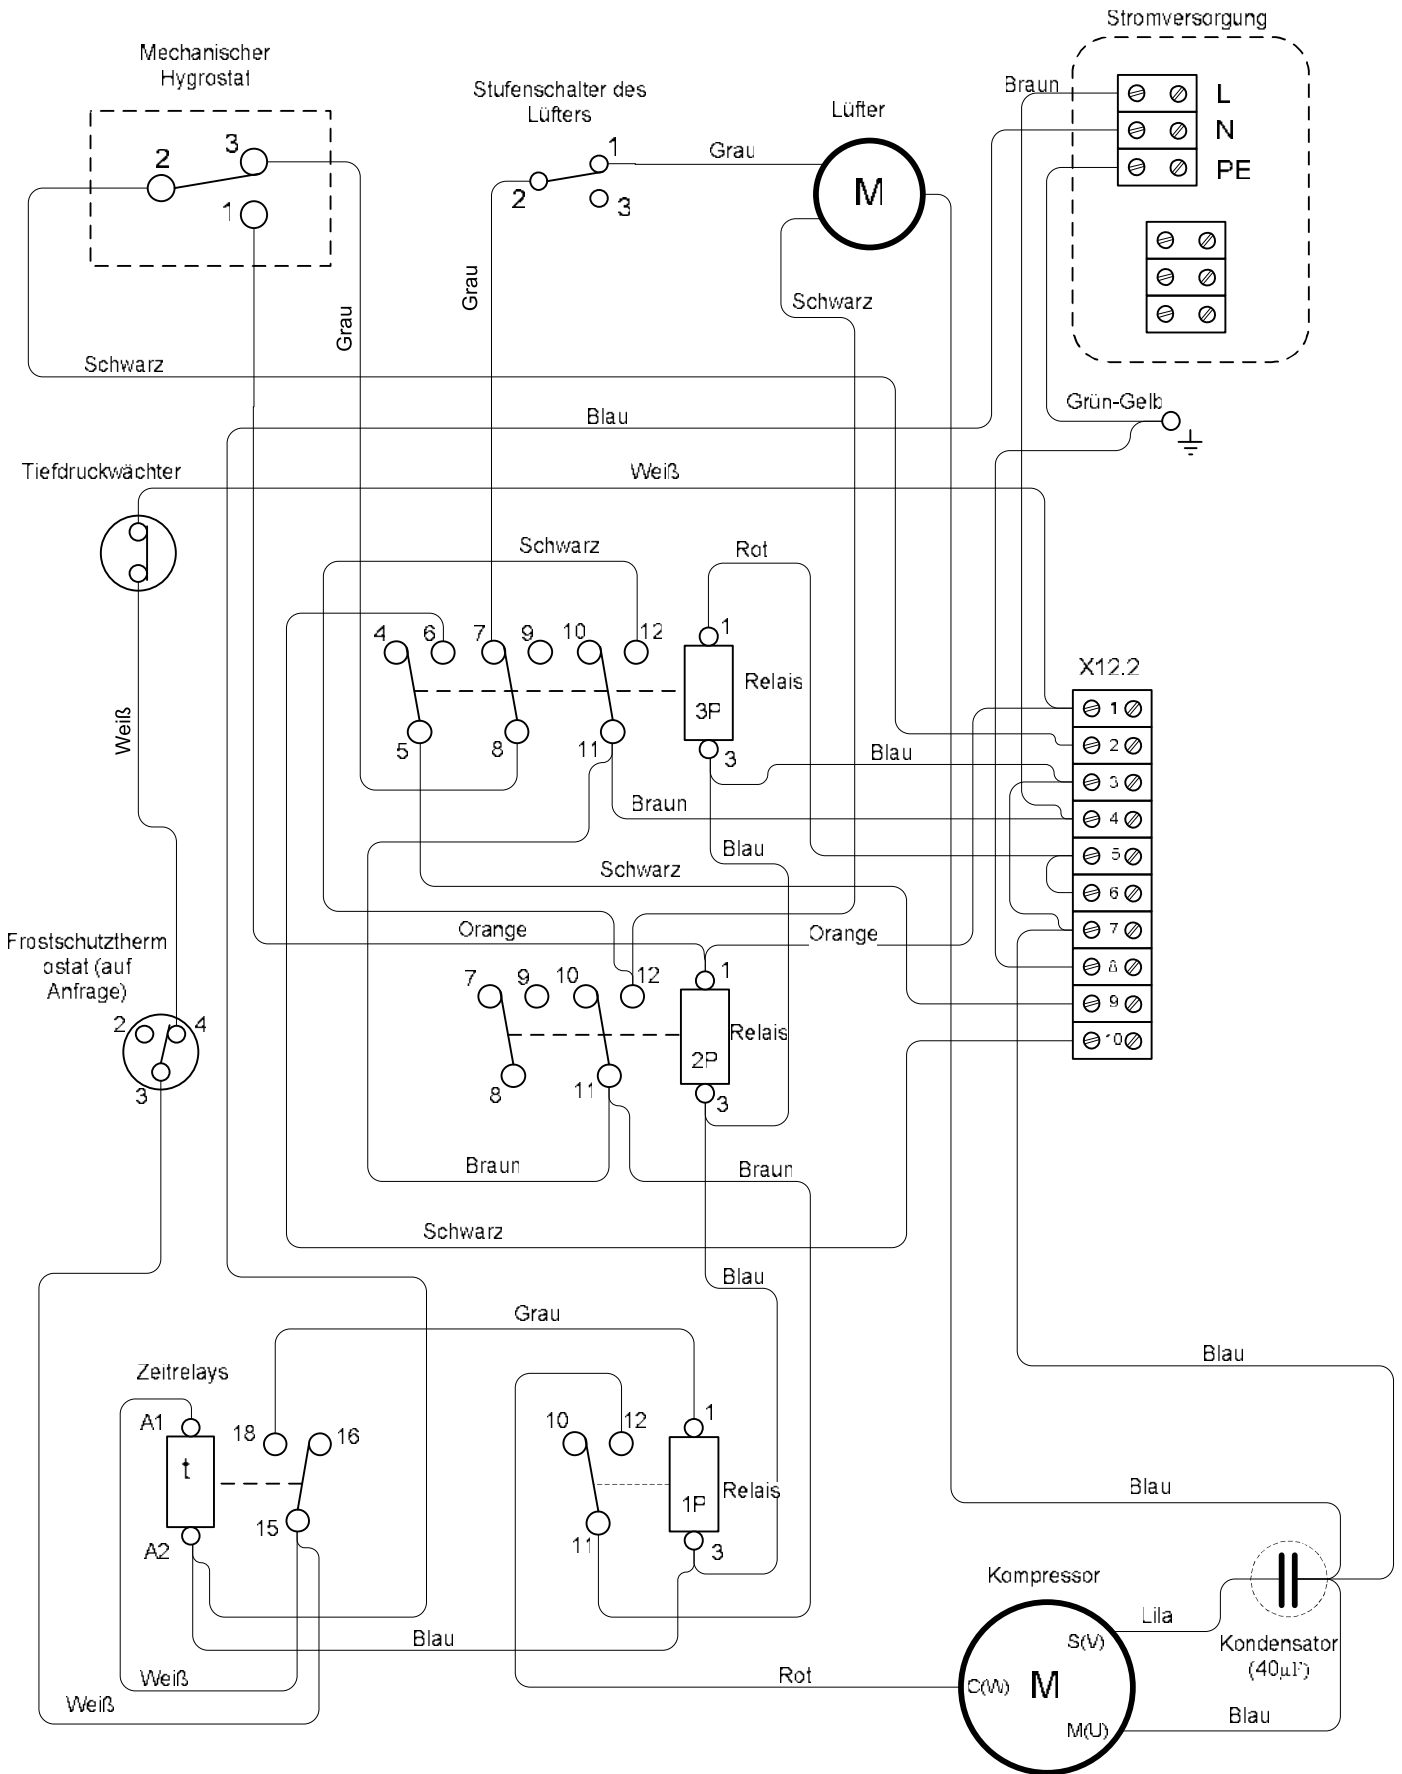 Stromversorgung
Mechanischer
Hygrostat
Stufenschalter des
Lüfters
Lüfter
Braun
L
N
PE
2
3
1
2
1
3
Grau
M
Grau
Grau
Schwarz
Schwarz
Grün-Gelb
Blau
Tiefdruckwächter
Weiß
Schwarz
Rot
4
6
7
9
10
12
1
Relais
3P
5
8
11
3
X12.2
1
2
3
4
5
6
7
8
9
10
Weiß
Blau
Braun
Blau
Schwarz
Orange
Orange
Frostschutztherm
ostat (auf
Anfrage)
2
4
3
7
9
10
12
1
Relais
2P
8
11
3
Braun
Braun
Schwarz
Blau
Grau
Blau
Zeitrelays
A1
t
A2
18
16
15
10
12
1
Relais
1P
11
3
Blau
Kompressor
Lila
S(V)
C(W)
M
M(U)
Kondensator
(40µF)
Blau
Weiß
Weiß
Rot
Blau